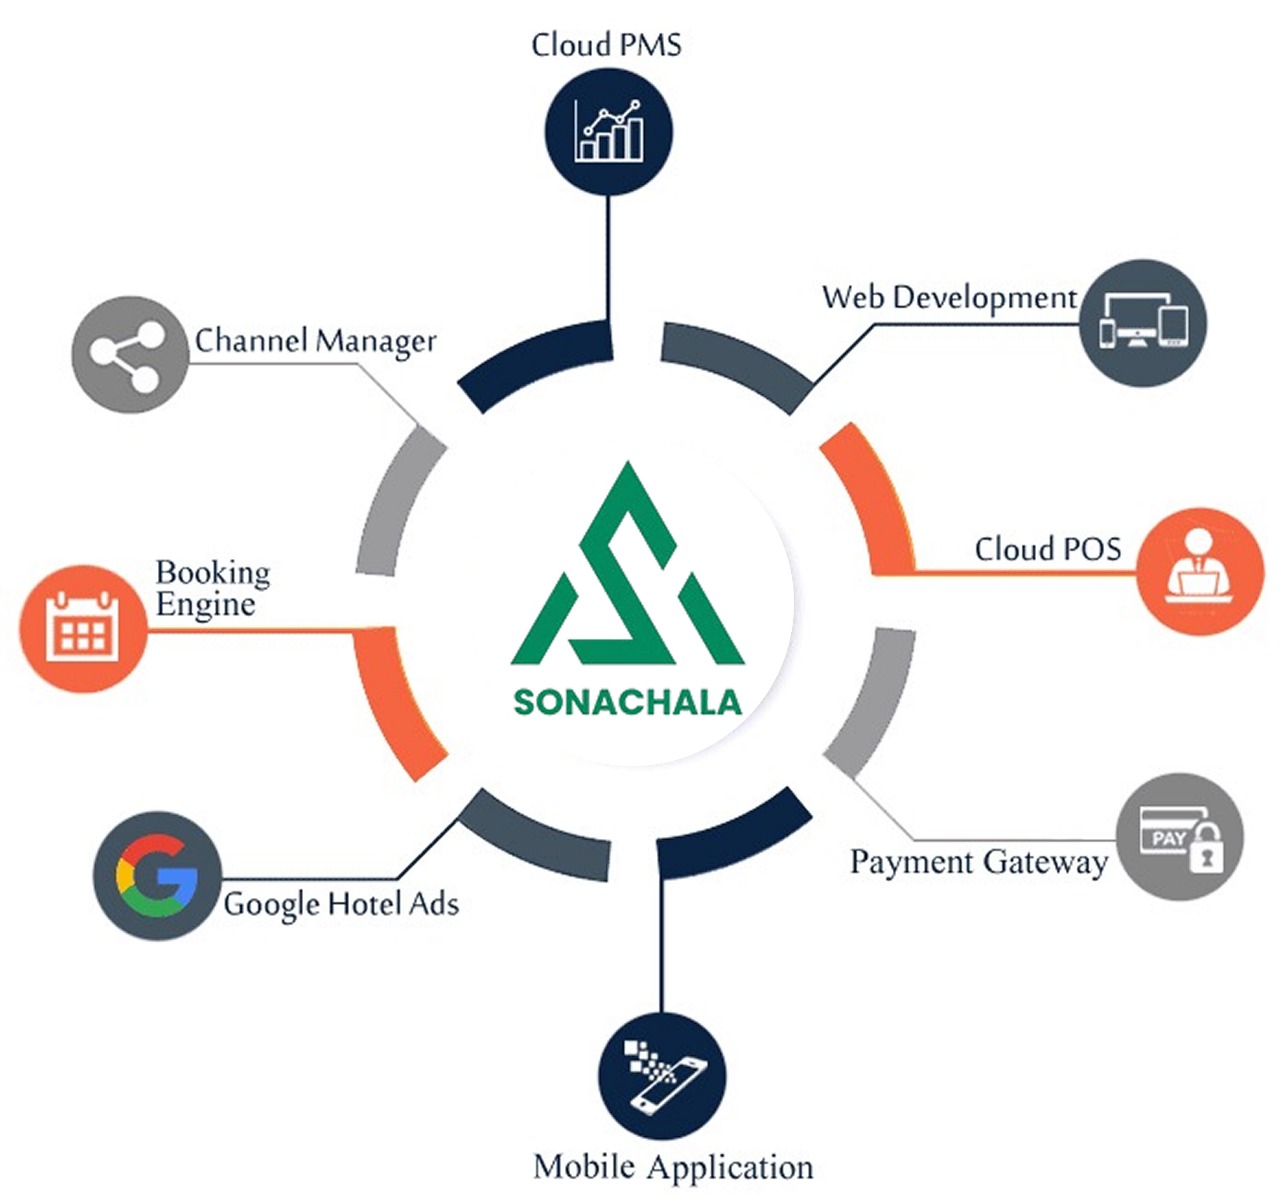 Cloud PMS
Web Development
Channel Manager
Cloud POS
Booking
Engine
SONACHALA
PAY
Payment Gateway
Google Hotel Ads
Mobile Application